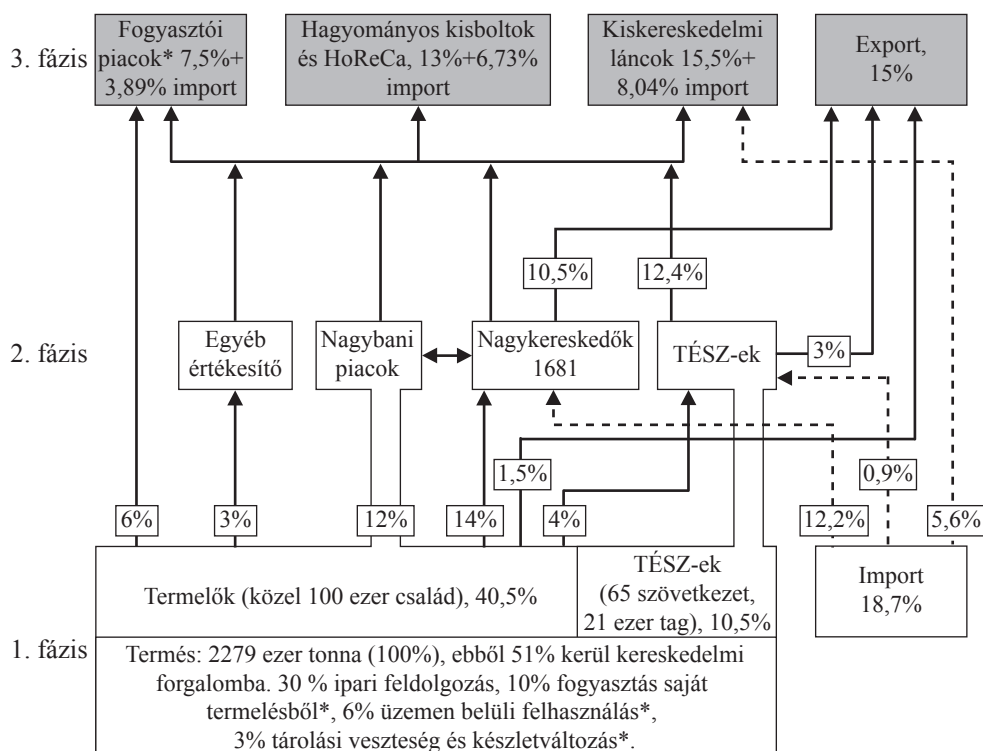 3. fázis
Fogyasztói
piacok* 7,5%+
3,89% import
Hagyományos kisboltok
és HoReCa, 13%+6,73%
import
Kiskereskedelmi
láncok 15,5%+
8,04% import
Export,
15%
10,5%
12,4%
2. fázis
Egyéb
értékesítő
Nagybani
piacok
Nagykereskedők
1681
TÉSZ-ek
3%
1,5%
0,9%
6%
3%
12%
14%
4%
12,2%
5,6%
Termelők (közel 100 ezer család), 40,5%
TÉSZ-ek
(65 szövetkezet,
21 ezer tag), 10,5%
Import
18,7%
1. fázis
Termés: 2279 ezer tonna (100%), ebből 51% kerül kereskedelmi
forgalomba. 30 % ipari feldolgozás, 10% fogyasztás saját
termelésből*, 6% üzemen belüli felhasználás*,
3% tárolási veszteség és készletváltozás*.